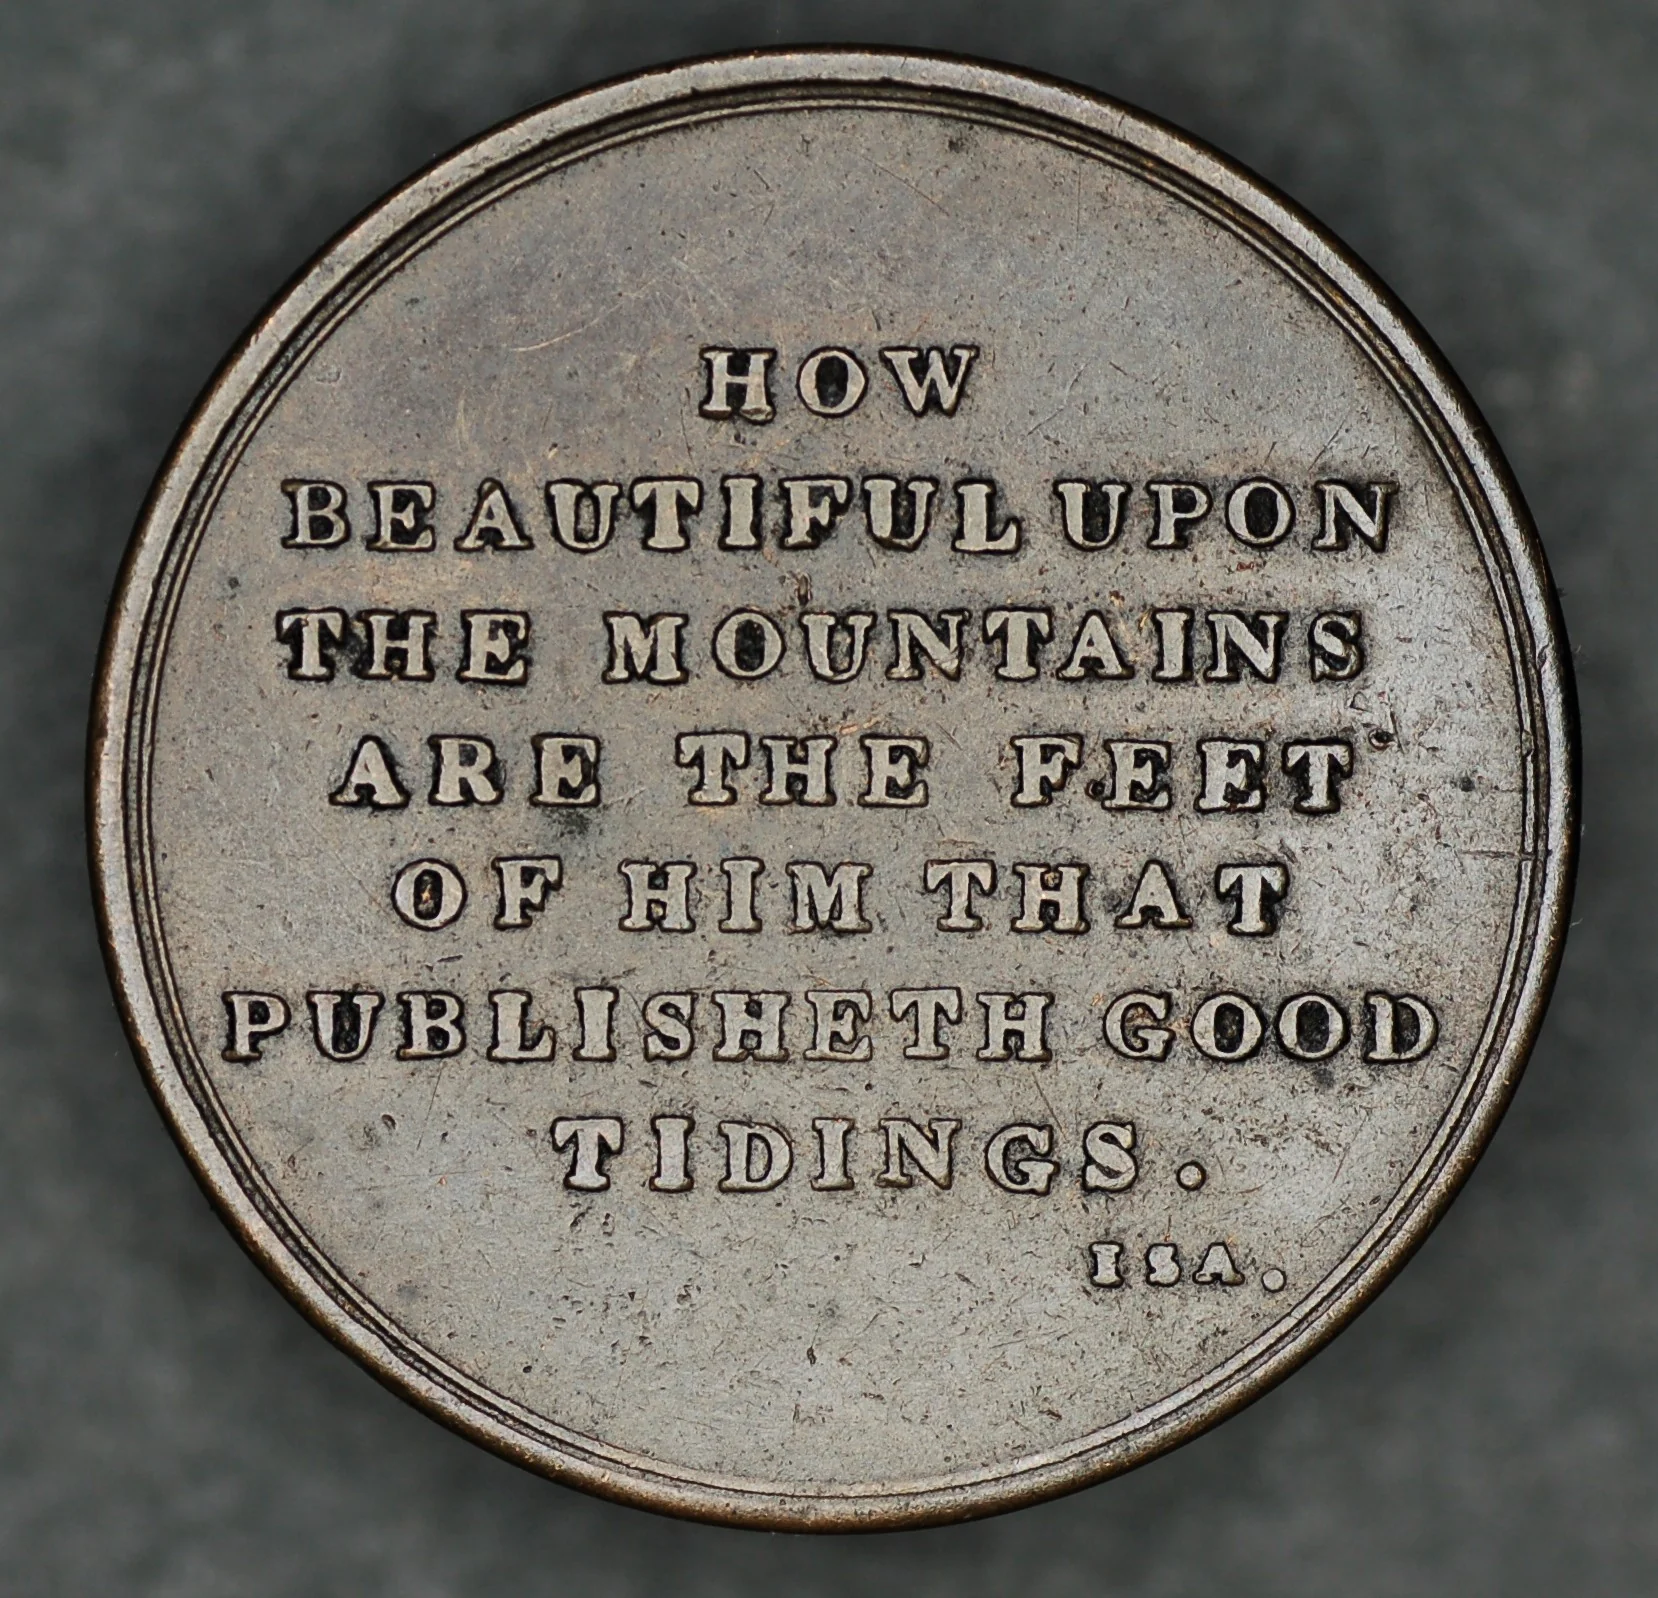 HOW
BEAUTIFUL UPON
THE MOUNTAINS
ARE THE FEET
OF HIM THAT
PUBLISHETH GOOD
TIDINGS.
ISA.